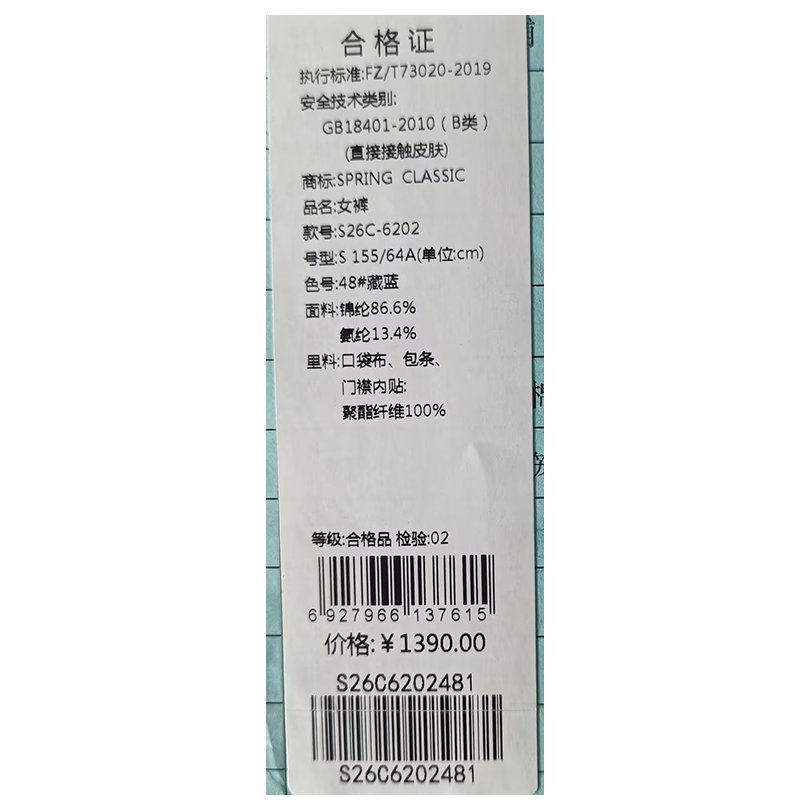 合格证
执行标准:FZ/T73020-2019
安全技术类别:
GB18401-2010（B类）
(直接接触皮肤)
商标:SPRING CLASSIC
品名:女裤
款号:S26C-6202
号型:S 155/64A(单位:cm)
色号:48#藏蓝
面料:锦纶86.6%
氨纶13.4%
里料:口袋布、包条、
门襟内贴:
聚酯纤维100%
等级:合格品 检验:02
6 927966 137615
价格:￥1390.00
S26C6202481
S26C6202481